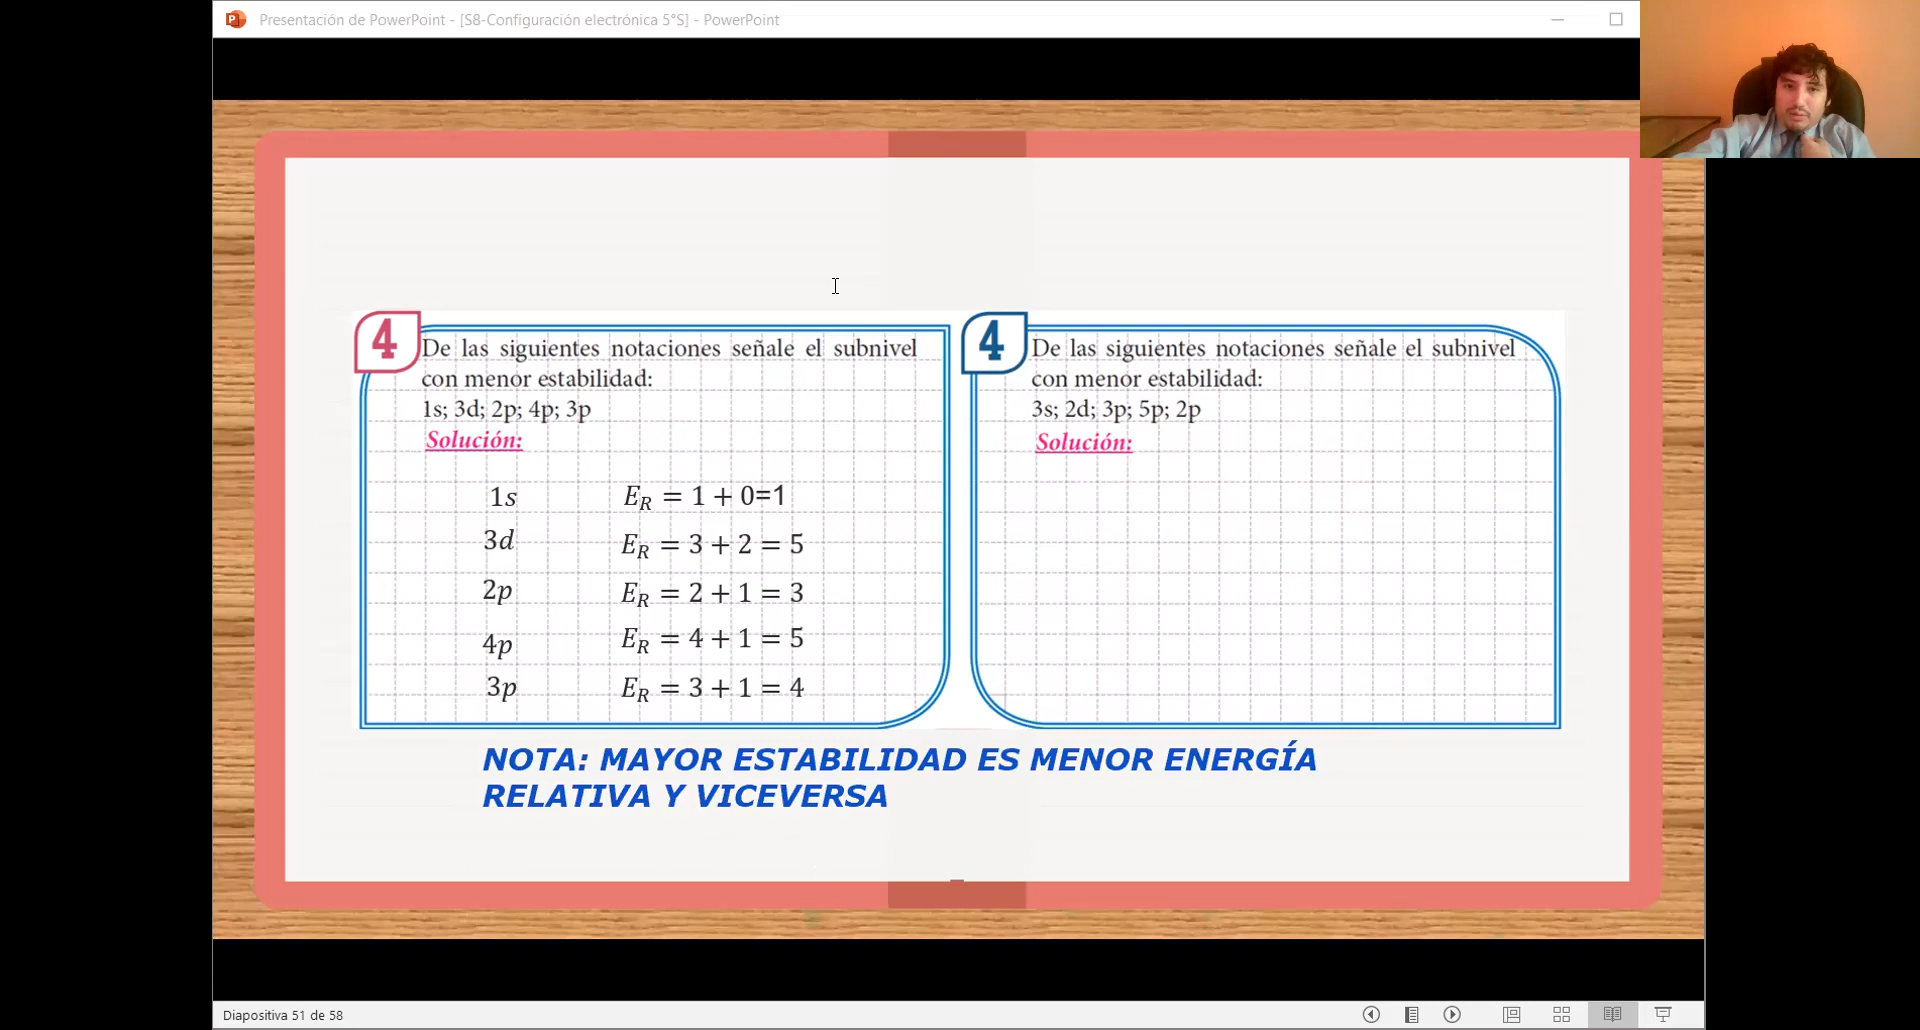 Presentación de PowerPoint - [S8-Configuración electrónica 5°S] - PowerPoint
4
De las siguientes notaciones señale el subnivel
con menor estabilidad:
1s; 3d; 2p; 4p; 3p
Solución:
1s E_R = 1 + 0=1
3d E_R = 3 + 2 = 5
2p E_R = 2 + 1 = 3
4p E_R = 4 + 1 = 5
3p E_R = 3 + 1 = 4
4
De las siguientes notaciones señale el subnivel
con menor estabilidad:
3s; 2d; 3p; 5p; 2p
Solución:
NOTA: MAYOR ESTABILIDAD ES MENOR ENERGÍA
RELATIVA Y VICEVERSA
Diapositiva 51 de 58